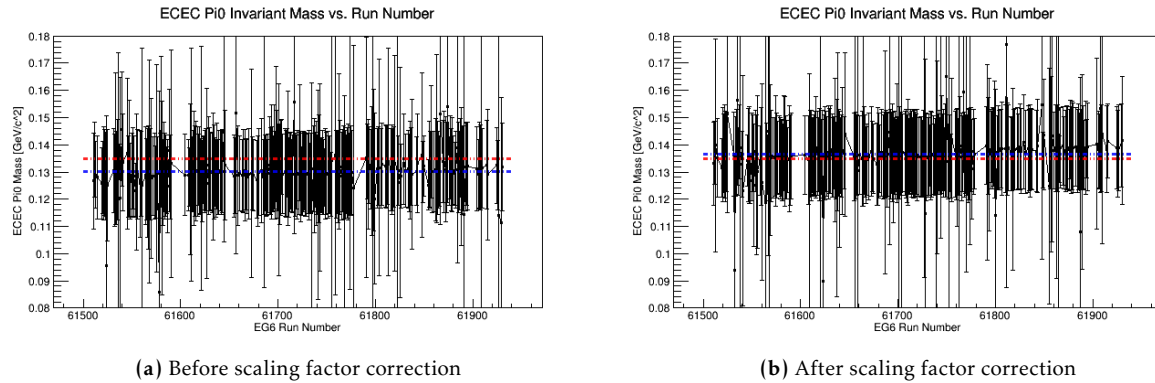 ECEC Pi0 Invariant Mass vs. Run Number
ECEC Pi0 Mass [GeV/c^2]
0.18
0.17
0.16
0.15
0.14
0.13
0.12
0.11
0.1
0.09
0.08
61500 61600 61700 61800 61900
EG6 Run Number
(a) Before scaling factor correction
ECEC Pi0 Invariant Mass vs. Run Number
ECEC Pi0 Mass [GeV/c^2]
0.18
0.17
0.16
0.15
0.14
0.13
0.12
0.11
0.1
0.09
0.08
61500 61600 61700 61800 61900
EG6 Run Number
(b) After scaling factor correction